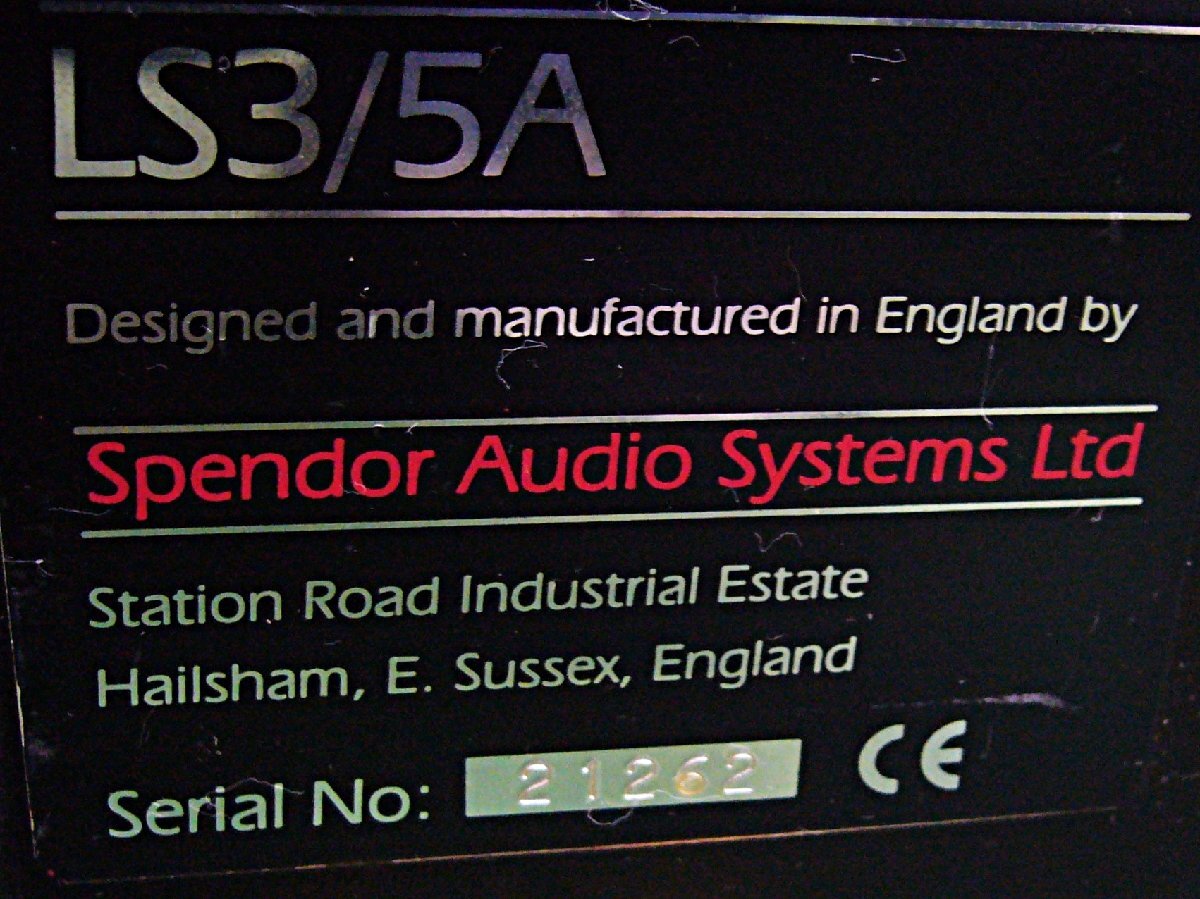 LS3/5A
Designed and manufactured in England by
Spendor Audio Systems Ltd
Station Road Industrial Estate
Hailsham, E. Sussex, England
Serial No: 21262 CE